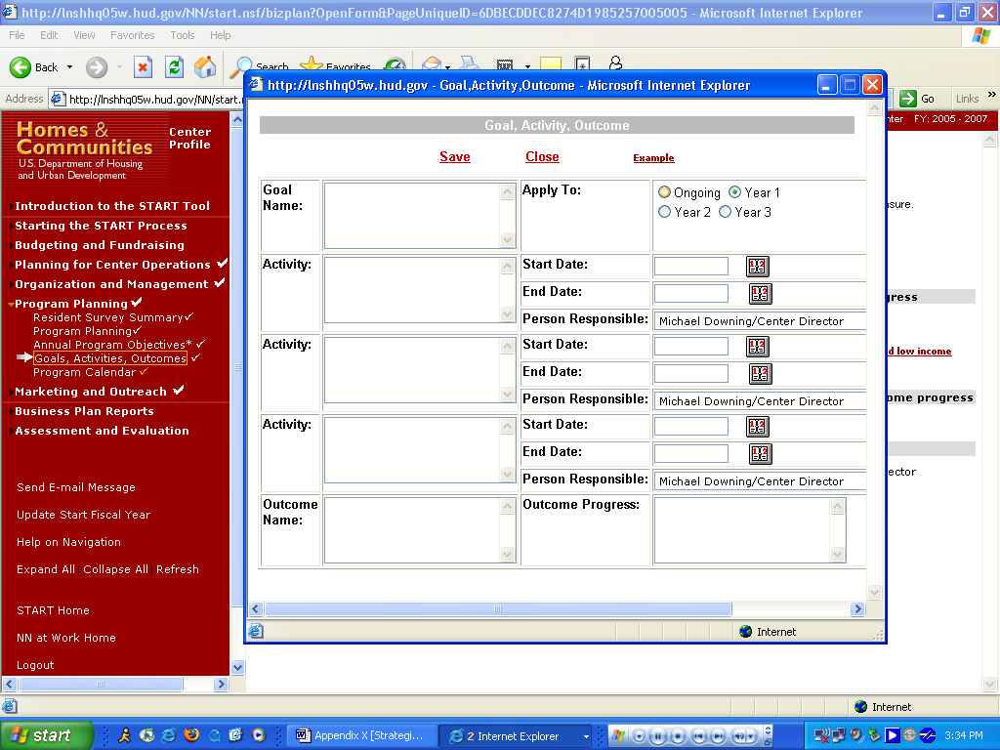 http://lnshhq05w.hud.gov/NN/start.nsf/bizplan?OpenForm&PageUniqueID=6DBECDDEC8274D1985257005005 - Microsoft Internet Explorer
File Edit View Favorites Tools Help
Back Search Favorites
Address http://lnshhq05w.hud.gov/NN/start. Go Links »
Homes &
Communities
U.S. Department of Housing
and Urban Development
Center
Profile
nter FY: 2005 - 2007
Introduction to the START Tool
Starting the START Process
Budgeting and Fundraising
Planning for Center Operations
Organization and Management
Program Planning
Resident Survey Summary
Program Planning
Annual Program Objectives*
Goals, Activities, Outcomes
Program Calendar
Marketing and Outreach
Business Plan Reports
Assessment and Evaluation
Send E-mail Message
Update Start Fiscal Year
Help on Navigation
Expand All Collapse All Refresh
START Home
NN at Work Home
Logout
http://lnshhq05w.hud.gov - Goal,Activity,Outcome - Microsoft Internet Explorer
Goal, Activity, Outcome
Save Close Example
Goal
Name:
Apply To:
Ongoing Year 1
Year 2 Year 3
Activity:
Start Date:
End Date:
Person Responsible: Michael Downing/Center Director
Activity:
Start Date:
End Date:
Person Responsible: Michael Downing/Center Director
Activity:
Start Date:
End Date:
Person Responsible: Michael Downing/Center Director
Outcome
Name:
Outcome Progress:
Internet
sure.
gress
d low income
ome progress
ector
Internet
start Appendix X [Strategi... 2 Internet Explorer 3:34 PM